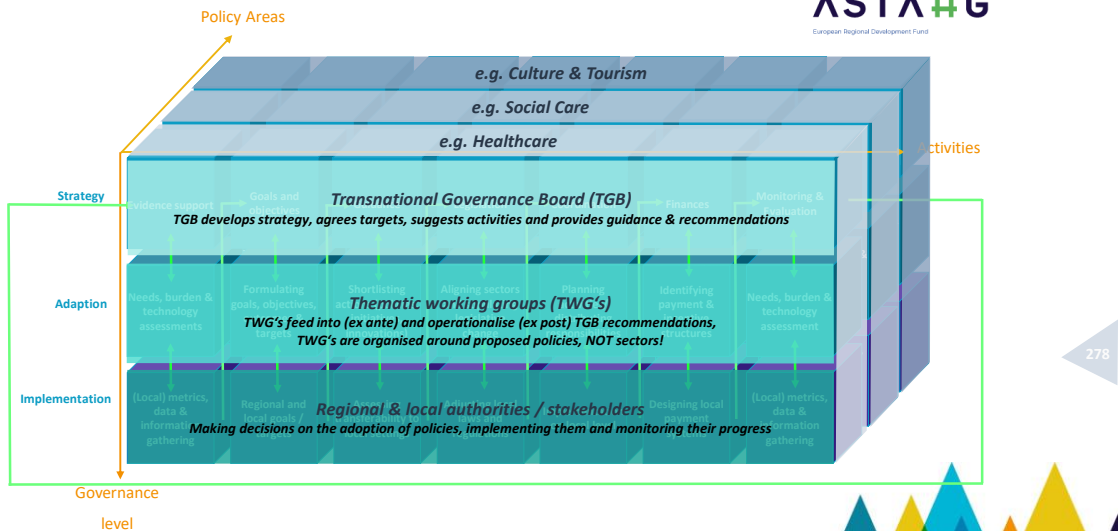 ASTAHG
European Regional Development Fund
Policy Areas
e.g. Culture & Tourism
e.g. Social Care
e.g. Healthcare
Activities
Strategy
Evidence support
Goals and
objectives
Finances
Monitoring &
Evaluation
Transnational Governance Board (TGB)
TGB develops strategy, agrees targets, suggests activities and provides guidance & recommendations
Adaption
Needs, burden &
technology
assessments
Formulating
goals, objectives,
targets
Shortlisting
Aligning sectors
change
Planning
Identifying
payment &
structures
Needs, burden &
technology
assessment
Thematic working groups (TWG's)
TWG's feed into (ex ante) and operationalise (ex post) TGB recommendations,
TWG's are organised around proposed policies, NOT sectors!
278
Implementation
(Local) metrics,
data &
information
gathering
Regional and
local goals /
targets
Designing local
payment
(Local) metrics,
data &
information
gathering
Regional & local authorities / stakeholders
Making decisions on the adoption of policies, implementing them and monitoring their progress
Governance
level